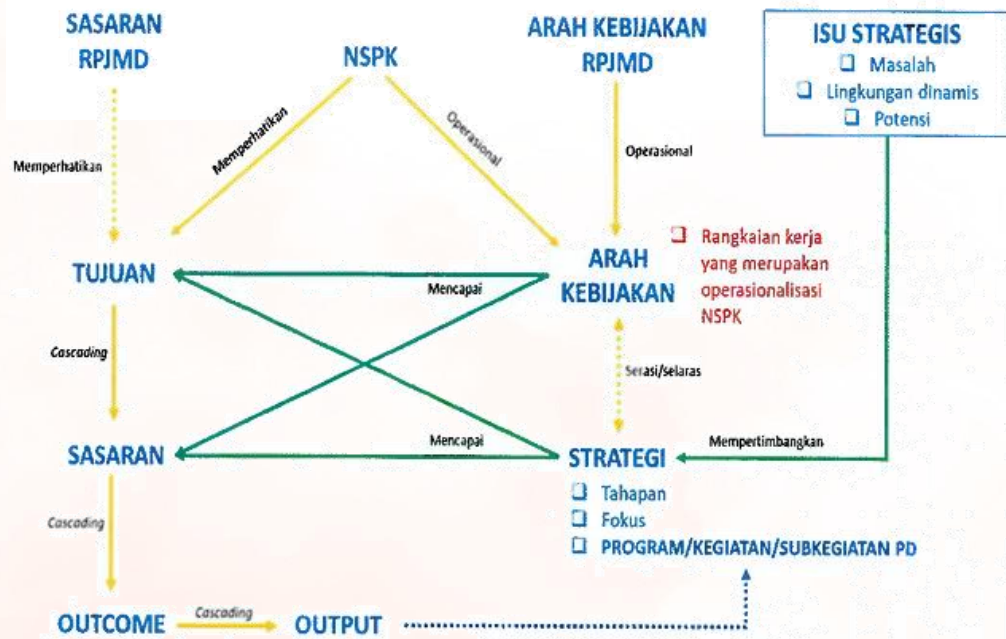 SASARAN
RPJMD
NSPK
ARAH KEBIJAKAN
RPJMD
ISU STRATEGIS
❑ Masalah
❑ Lingkungan dinamis
❑ Potensi
Memperhatikan
Memperhatikan
Operasional
Operasional
TUJUAN
Mencapai
ARAH
KEBIJAKAN
❑ Rangkaian kerja
yang merupakan
operasionalisasi
NSPK
Cascading
Serasi/selaras
SASARAN
Mencapai
STRATEGI
Mempertimbangkan
❑ Tahapan
❑ Fokus
❑ PROGRAM/KEGIATAN/SUBKEGIATAN PD
Cascading
OUTCOME
Cascading
OUTPUT